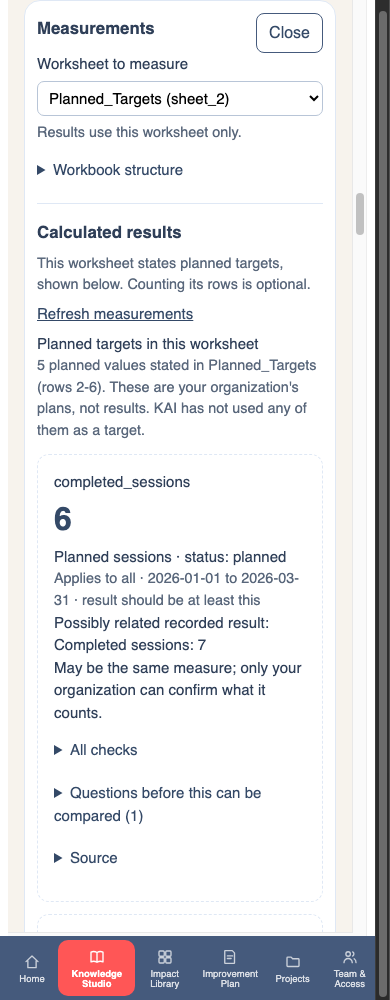 Measurements
Close
Worksheet to measure
Planned_Targets (sheet_2)
Results use this worksheet only.
Workbook structure
Calculated results
This worksheet states planned targets,
shown below. Counting its rows is optional.
Refresh measurements
Planned targets in this worksheet
5 planned values stated in Planned_Targets
(rows 2-6). These are your organization's
plans, not results. KAI has not used any of
them as a target.
completed_sessions
6
Planned sessions · status: planned
Applies to all · 2026-01-01 to 2026-03-
31 · result should be at least this
Possibly related recorded result:
Completed sessions: 7
May be the same measure; only your
organization can confirm what it
counts.
All checks
Questions before this can be
compared (1)
Source
Home
Knowledge
Studio
Impact
Library
Improvement
Plan
Projects
Team &
Access